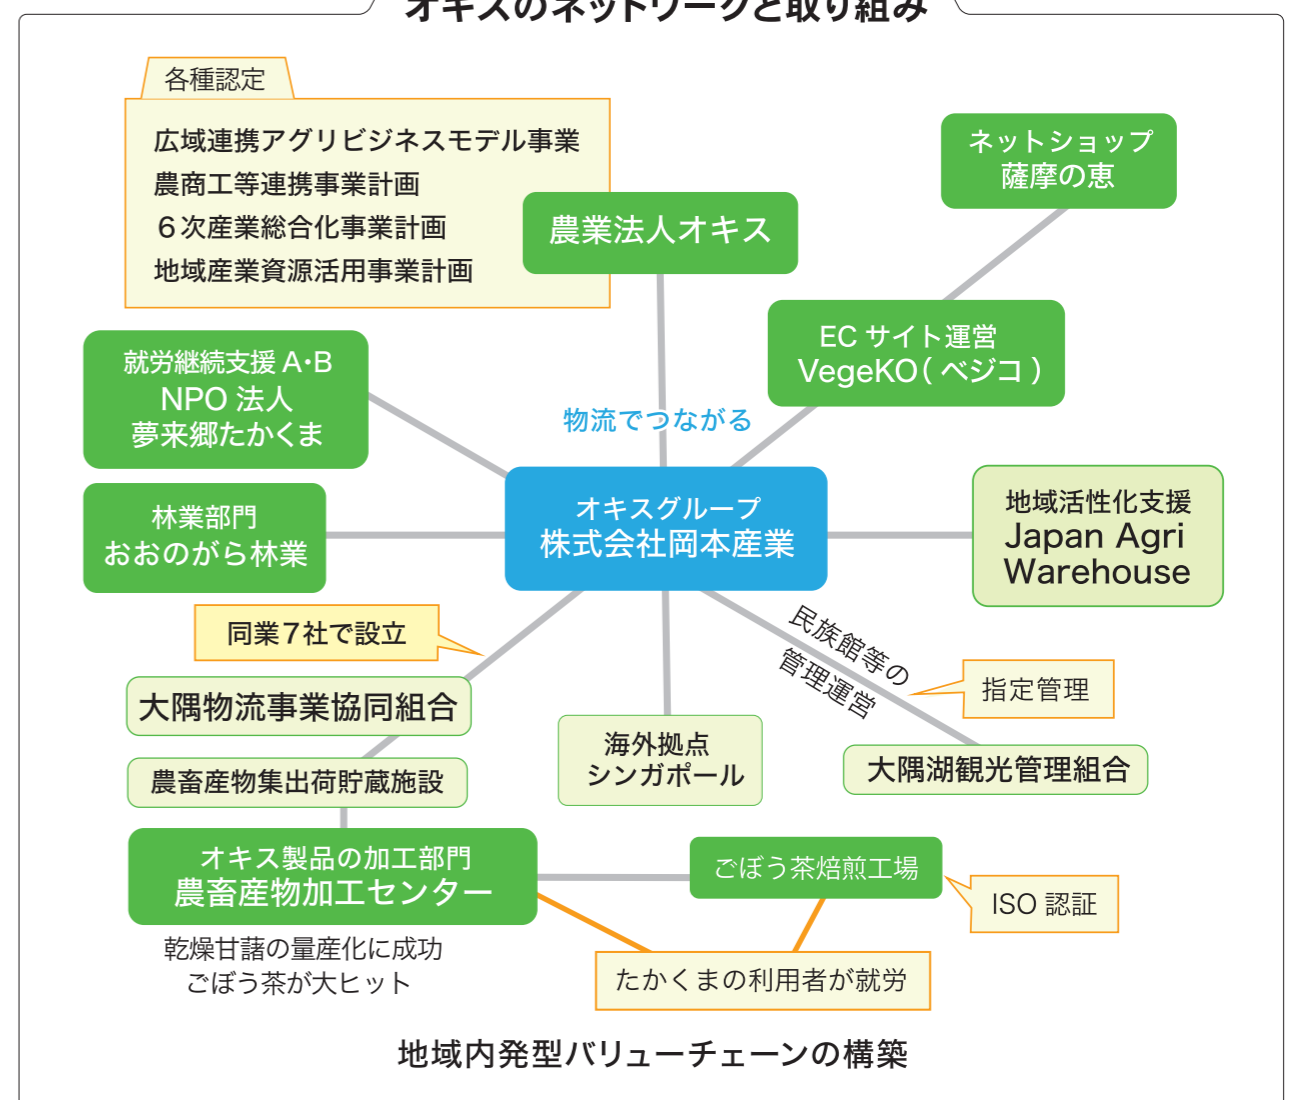 オキスのネットワークと取り組み
各種認定
広域連携アグリビジネスモデル事業
農商工等連携事業計画
６次産業総合化事業計画
地域産業資源活用事業計画
農業法人オキス
ネットショップ
薩摩の恵
ECサイト運営
VegeKO(ベジコ)
就労継続支援A･B
NPO法人
夢来郷たかくま
物流でつながる
オキスグループ
株式会社岡本産業
林業部門
おおのがら林業
地域活性化支援
Japan Agri
Warehouse
同業７社で設立
民族館等の
管理運営
指定管理
大隅物流事業協同組合
海外拠点
シンガポール
大隅湖観光管理組合
農畜産物集出荷貯蔵施設
オキス製品の加工部門
農畜産物加工センター
ごぼう茶焙煎工場
ISO認証
乾燥甘藷の量産化に成功
ごぼう茶が大ヒット
たかくまの利用者が就労
地域内発型バリューチェーンの構築